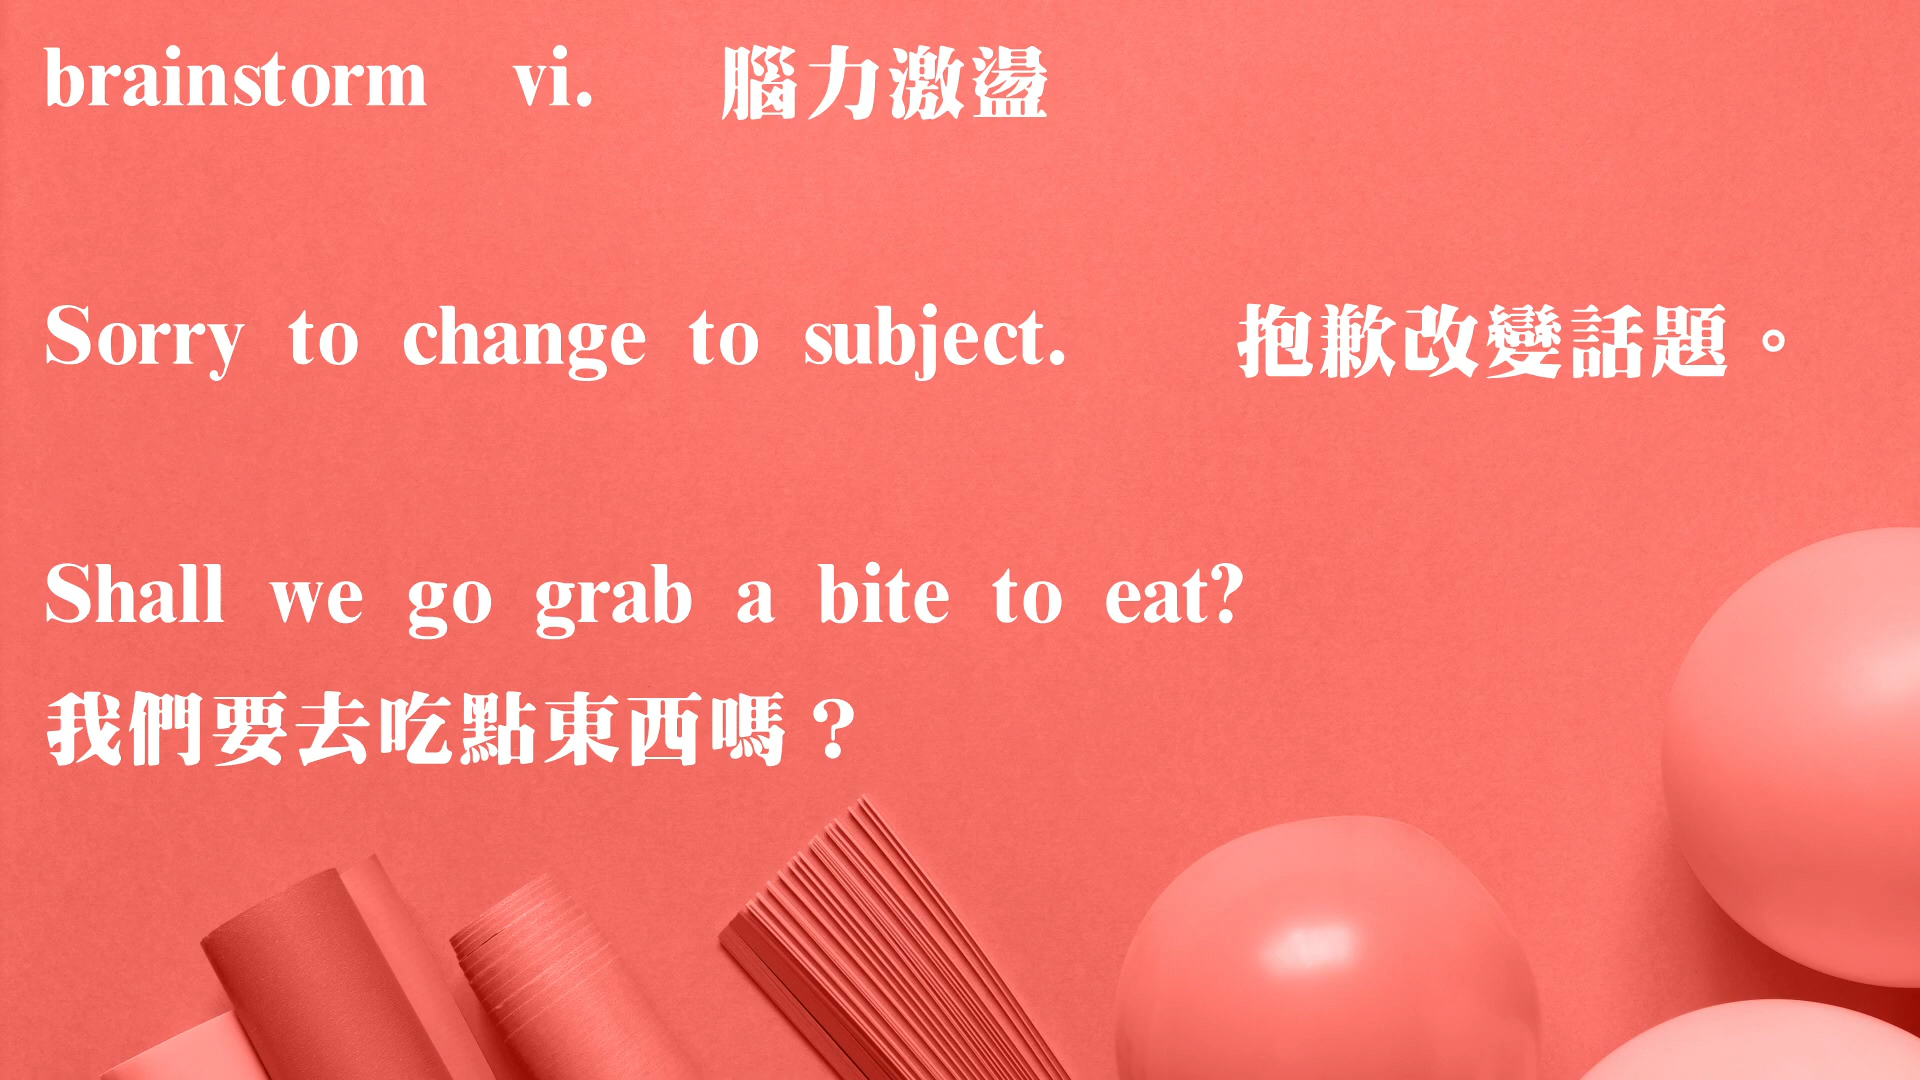 brainstorm vi. 腦力激盪
Sorry to change to subject. 抱歉改變話題。
Shall we go grab a bite to eat?
我們要去吃點東西嗎？